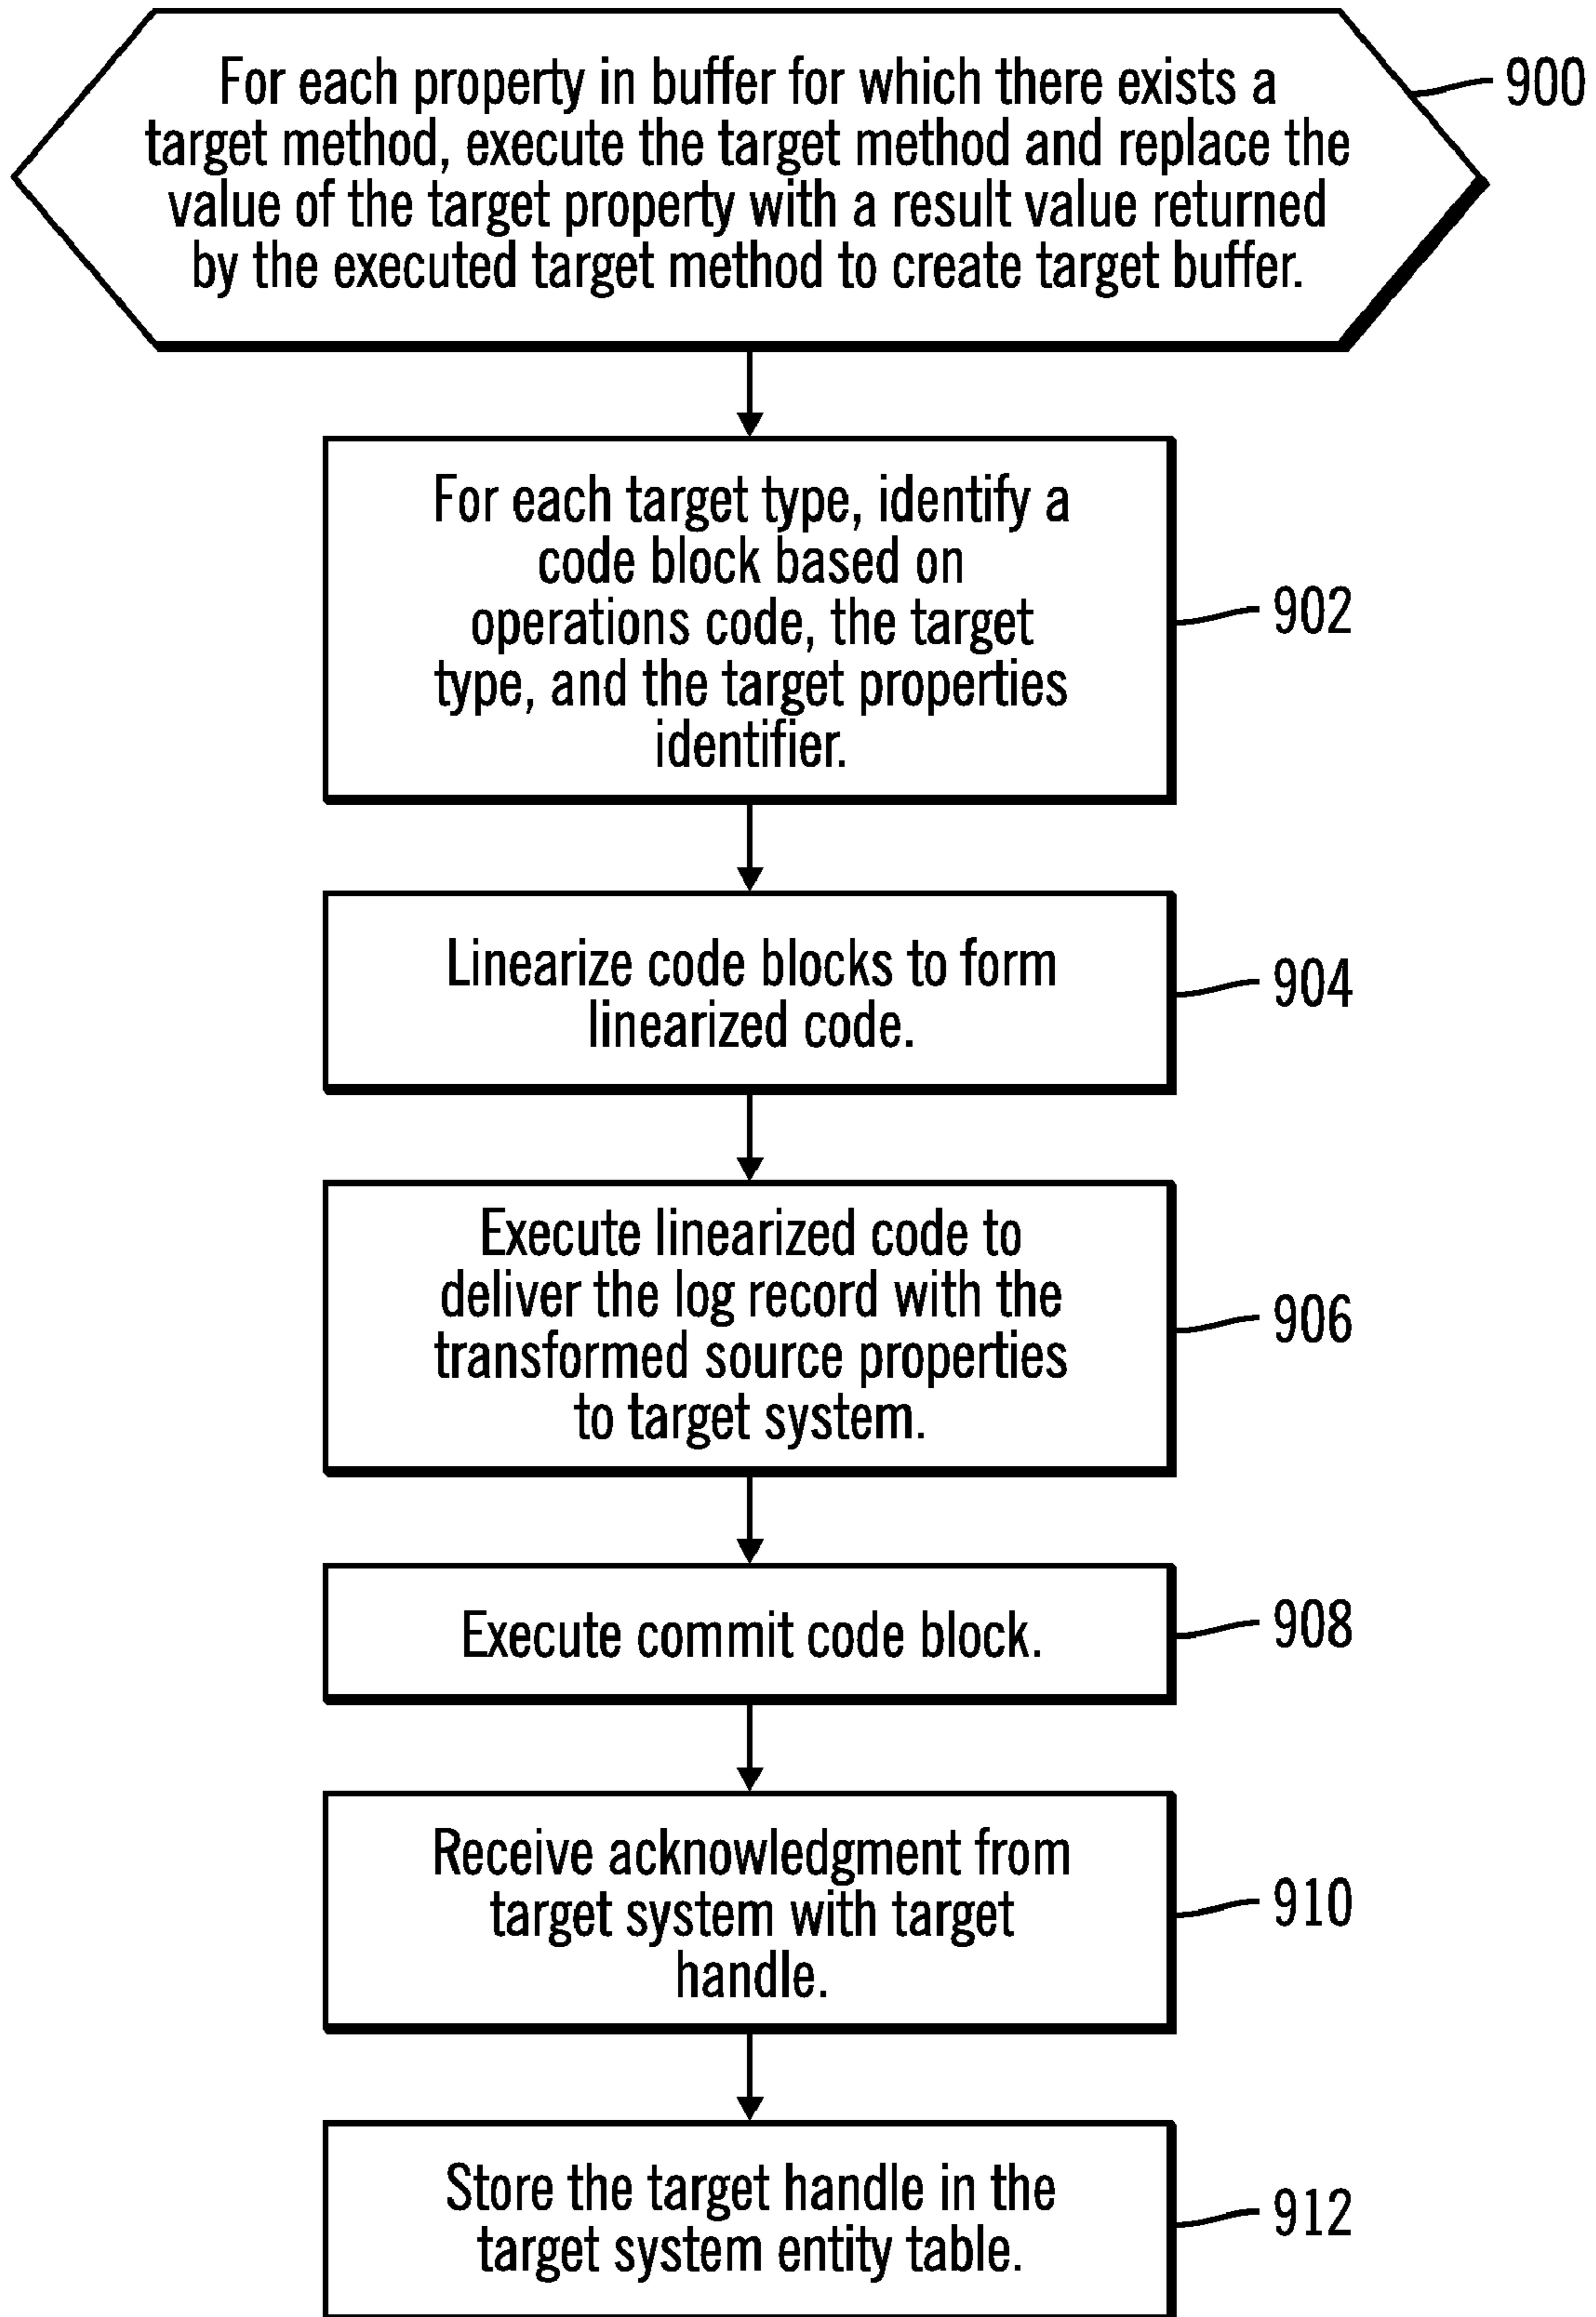 For each property in buffer for which there exists a
target method, execute the target method and replace the
value of the target property with a result value returned
by the executed target method to create target buffer.
900
For each target type, identify a
code block based on
operations code, the target
type, and the target properties
identifier.
902
Linearize code blocks to form
linearized code.
904
Execute linearized code to
deliver the log record with the
transformed source properties
to target system.
906
Execute commit code block.
908
Receive acknowledgment from
target system with target
handle.
910
Store the target handle in the
target system entity table.
912